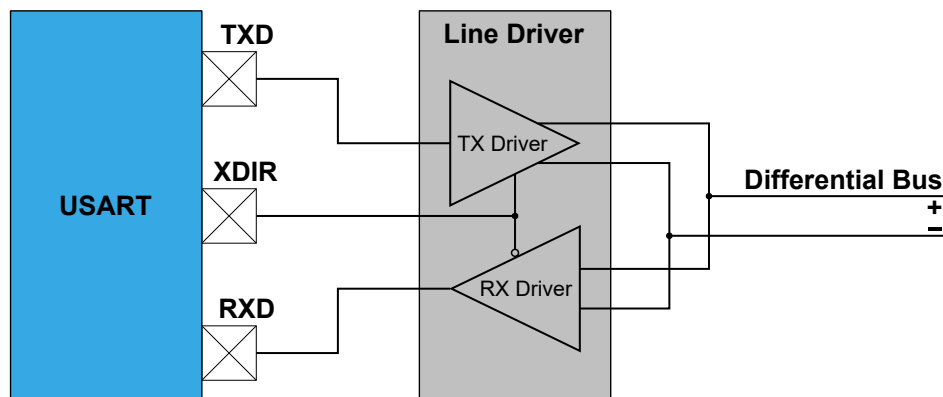 TXD
Line Driver
TX Driver
XDIR
USART
Differential Bus
+
−
RX Driver
RXD